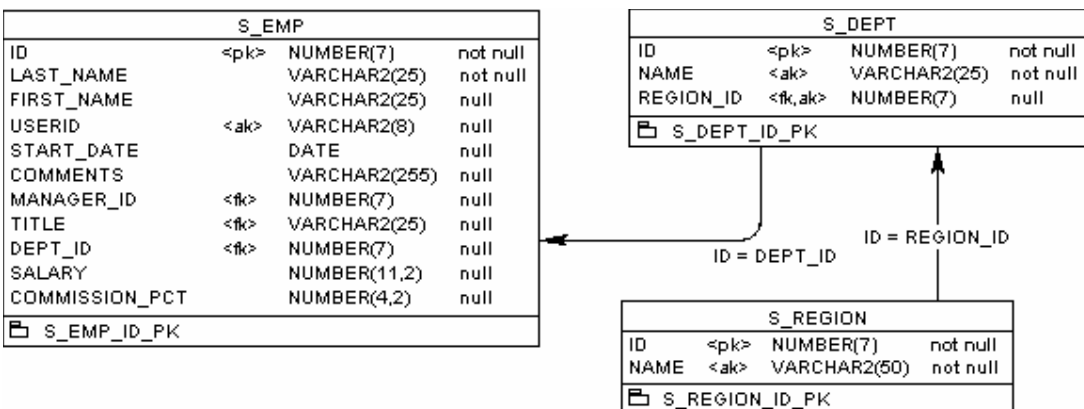 S_EMP
ID <pk> NUMBER(7) not null
LAST_NAME VARCHAR2(25) not null
FIRST_NAME VARCHAR2(25) null
USERID <ak> VARCHAR2(8) null
START_DATE DATE null
COMMENTS VARCHAR2(255) null
MANAGER_ID <fk> NUMBER(7) null
TITLE <fk> VARCHAR2(25) null
DEPT_ID <fk> NUMBER(7) null
SALARY NUMBER(11,2) null
COMMISSION_PCT NUMBER(4,2) null
S_EMP_ID_PK
S_DEPT
ID <pk> NUMBER(7) not null
NAME <ak> VARCHAR2(25) not null
REGION_ID <fk,ak> NUMBER(7) null
S_DEPT_ID_PK
ID = DEPT_ID
ID = REGION_ID
S_REGION
ID <pk> NUMBER(7) not null
NAME <ak> VARCHAR2(50) not null
S_REGION_ID_PK